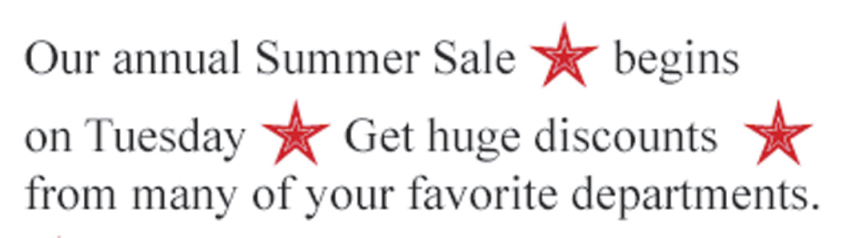 Our annual Summer Sale begins
on Tuesday Get huge discounts
from many of your favorite departments.